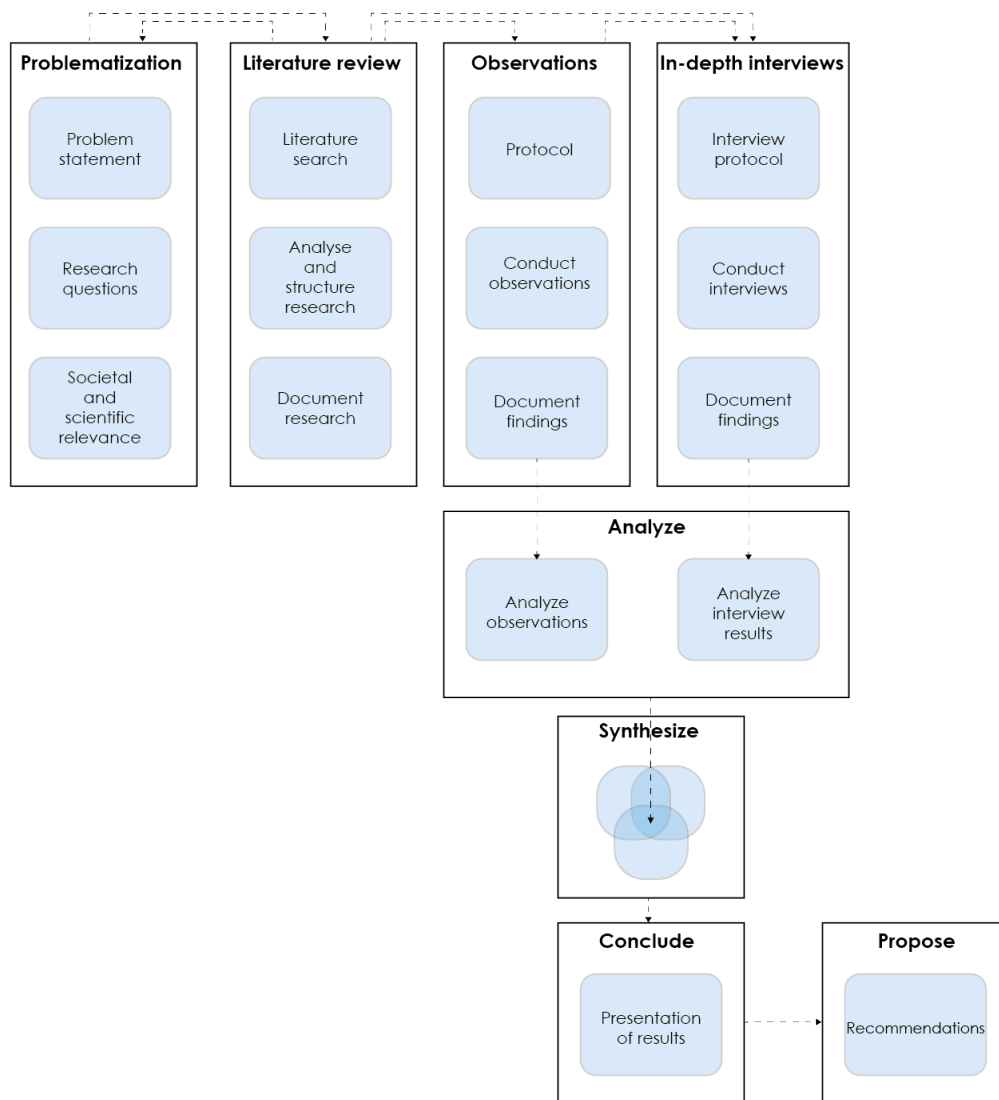 Problematization
Problem
statement
Research
questions
Societal
and
scientific
relevance
Literature review
Literature
search
Analyse
and
structure
research
Document
research
Observations
Protocol
Conduct
observations
Document
findings
In-depth interviews
Interview
protocol
Conduct
interviews
Document
findings
Analyze
Analyze
observations
Analyze
interview
results
Synthesize
Conclude
Presentation
of results
Propose
Recommendations